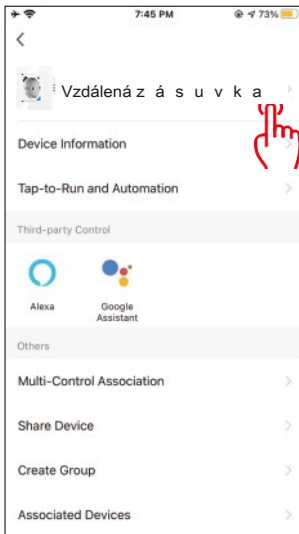 7:45 PM
73%
Vzdálená z á s u v k a
Device Information
Tap-to-Run and Automation
Third-party Control
Alexa
Google
Assistant
Others
Multi-Control Association
Share Device
Create Group
Associated Devices